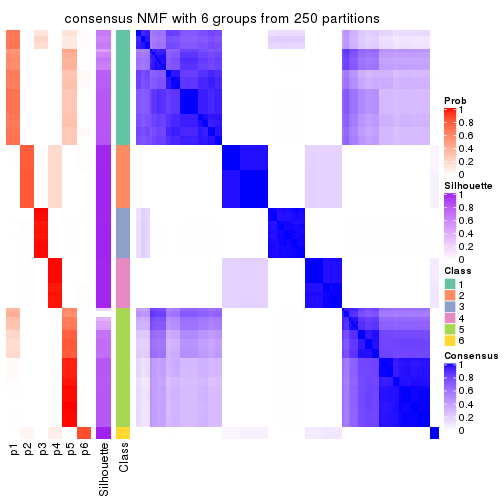 consensus NMF with 6 groups from 250 partitions
Prob
1
0.8
0.6
0.4
0.2
0
Silhouette
1
0.8
0.6
0.4
0.2
0
Class
1
2
3
4
5
6
Consensus
1
0.8
0.6
0.4
0.2
0
p1
p2
p3
p4
p5
p6
Silhouette
Class